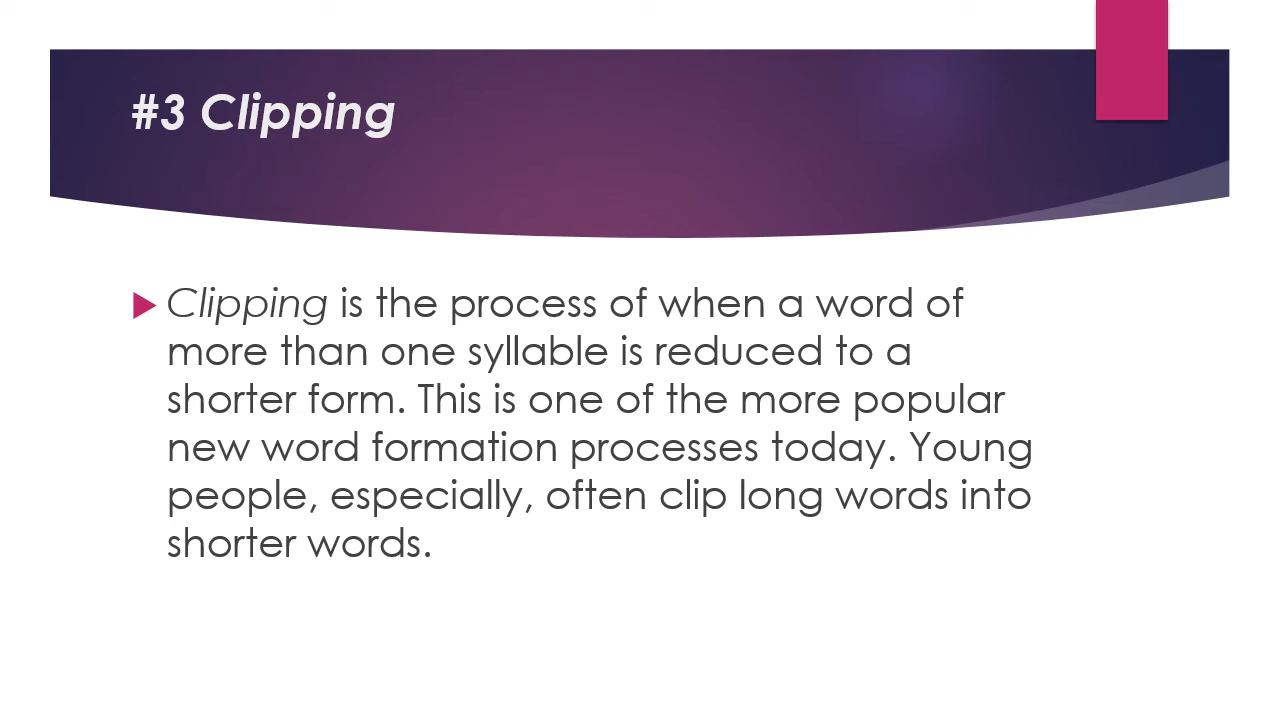 #3 Clipping
Clipping is the process of when a word of
more than one syllable is reduced to a
shorter form. This is one of the more popular
new word formation processes today. Young
people, especially, often clip long words into
shorter words.